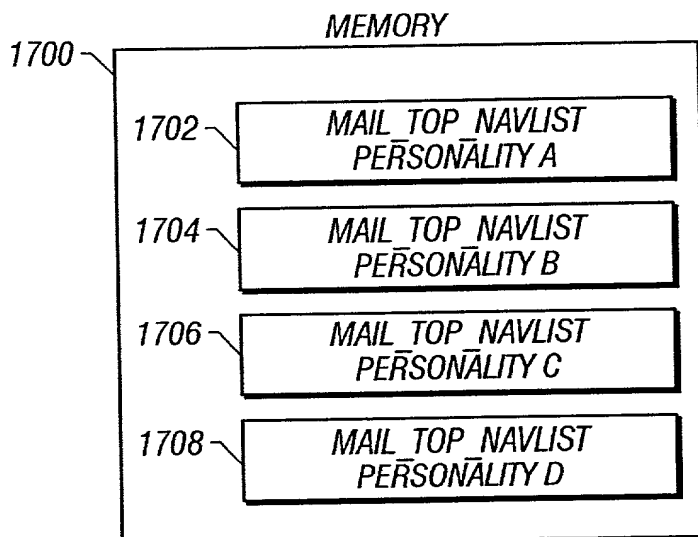 MEMORY
1700
1702
MAIL_TOP_NAVLIST
PERSONALITY A
1704
MAIL_TOP_NAVLIST
PERSONALITY B
1706
MAIL_TOP_NAVLIST
PERSONALITY C
1708
MAIL_TOP_NAVLIST
PERSONALITY D